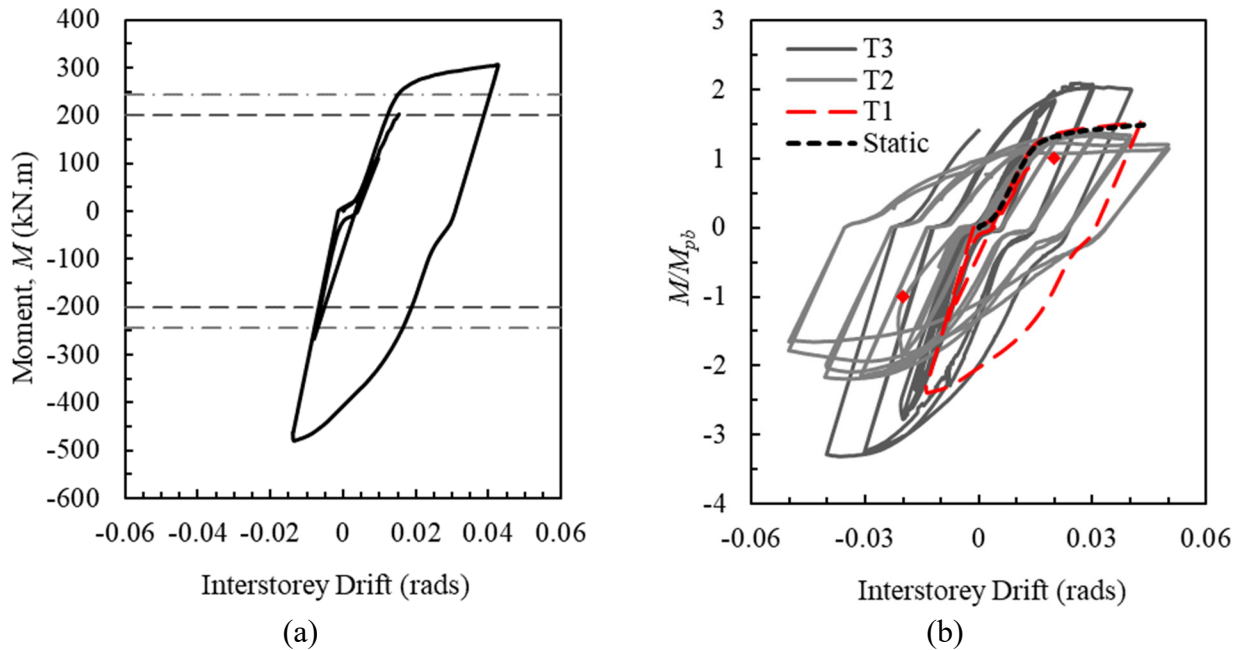 400
300
200
100
0
-100
-200
-300
-400
-500
-600
Moment, M (kN.m)
-0.06 -0.04 -0.02 0 0.02 0.04 0.06
Interstorey Drift (rads)
(a)
3
2
1
0
-1
-2
-3
-4
M/Mpb
T3
T2
T1
Static
-0.06 -0.03 0 0.03 0.06
Interstorey Drift (rads)
(b)